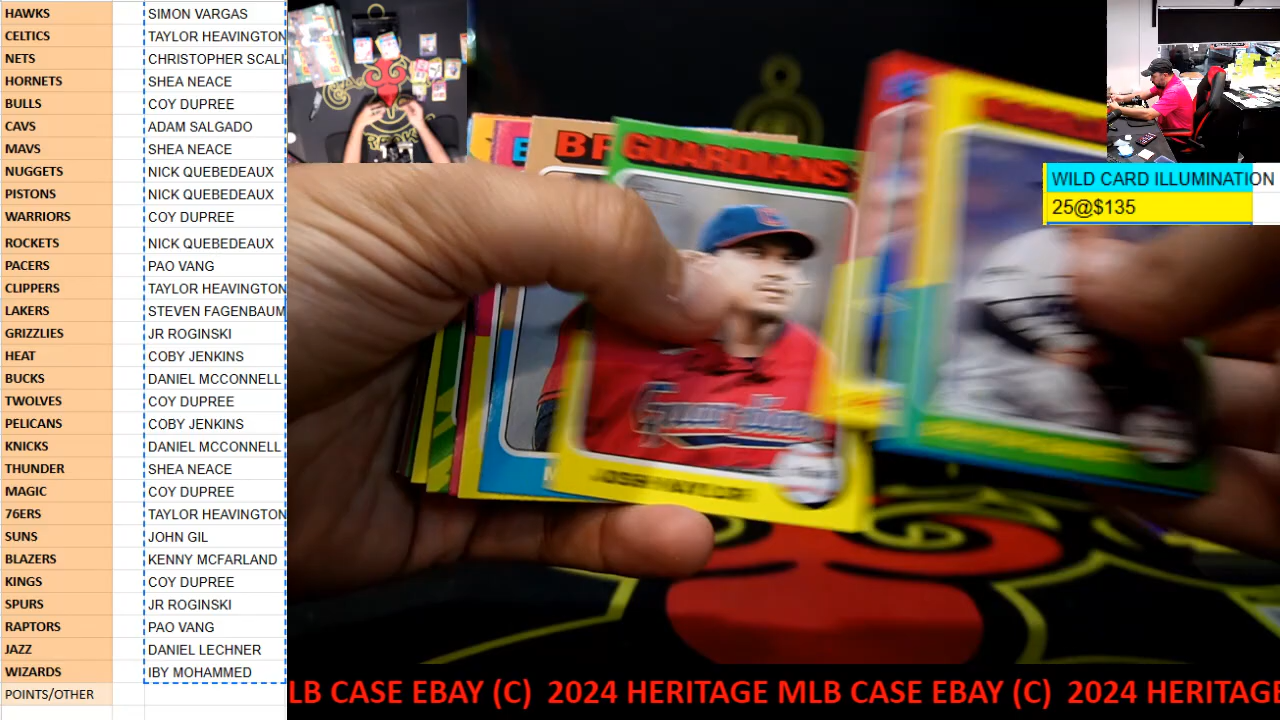 HAWKS SIMON VARGAS
CELTICS TAYLOR HEAVINGTON
NETS CHRISTOPHER SCALI
HORNETS SHEA NEACE
BULLS COY DUPREE
CAVS ADAM SALGADO
MAVS SHEA NEACE
NUGGETS NICK QUEBEDEAUX
PISTONS NICK QUEBEDEAUX
WARRIORS COY DUPREE
ROCKETS NICK QUEBEDEAUX
PACERS PAO VANG
CLIPPERS TAYLOR HEAVINGTON
LAKERS STEVEN FAGENBAUM
GRIZZLIES JR ROGINSKI
HEAT COBY JENKINS
BUCKS DANIEL MCCONNELL
TWOLVES COY DUPREE
PELICANS COBY JENKINS
KNICKS DANIEL MCCONNELL
THUNDER SHEA NEACE
MAGIC COY DUPREE
76ERS TAYLOR HEAVINGTON
SUNS JOHN GIL
BLAZERS KENNY MCFARLAND
KINGS COY DUPREE
SPURS JR ROGINSKI
RAPTORS PAO VANG
JAZZ DANIEL LECHNER
WIZARDS IBY MOHAMMED
POINTS/OTHER
WILD CARD ILLUMINATION
25@$135
BR
GUARDIANS
Guardians
LB CASE EBAY (C) 2024 HERITAGE MLB CASE EBAY (C) 2024 HERITAGE